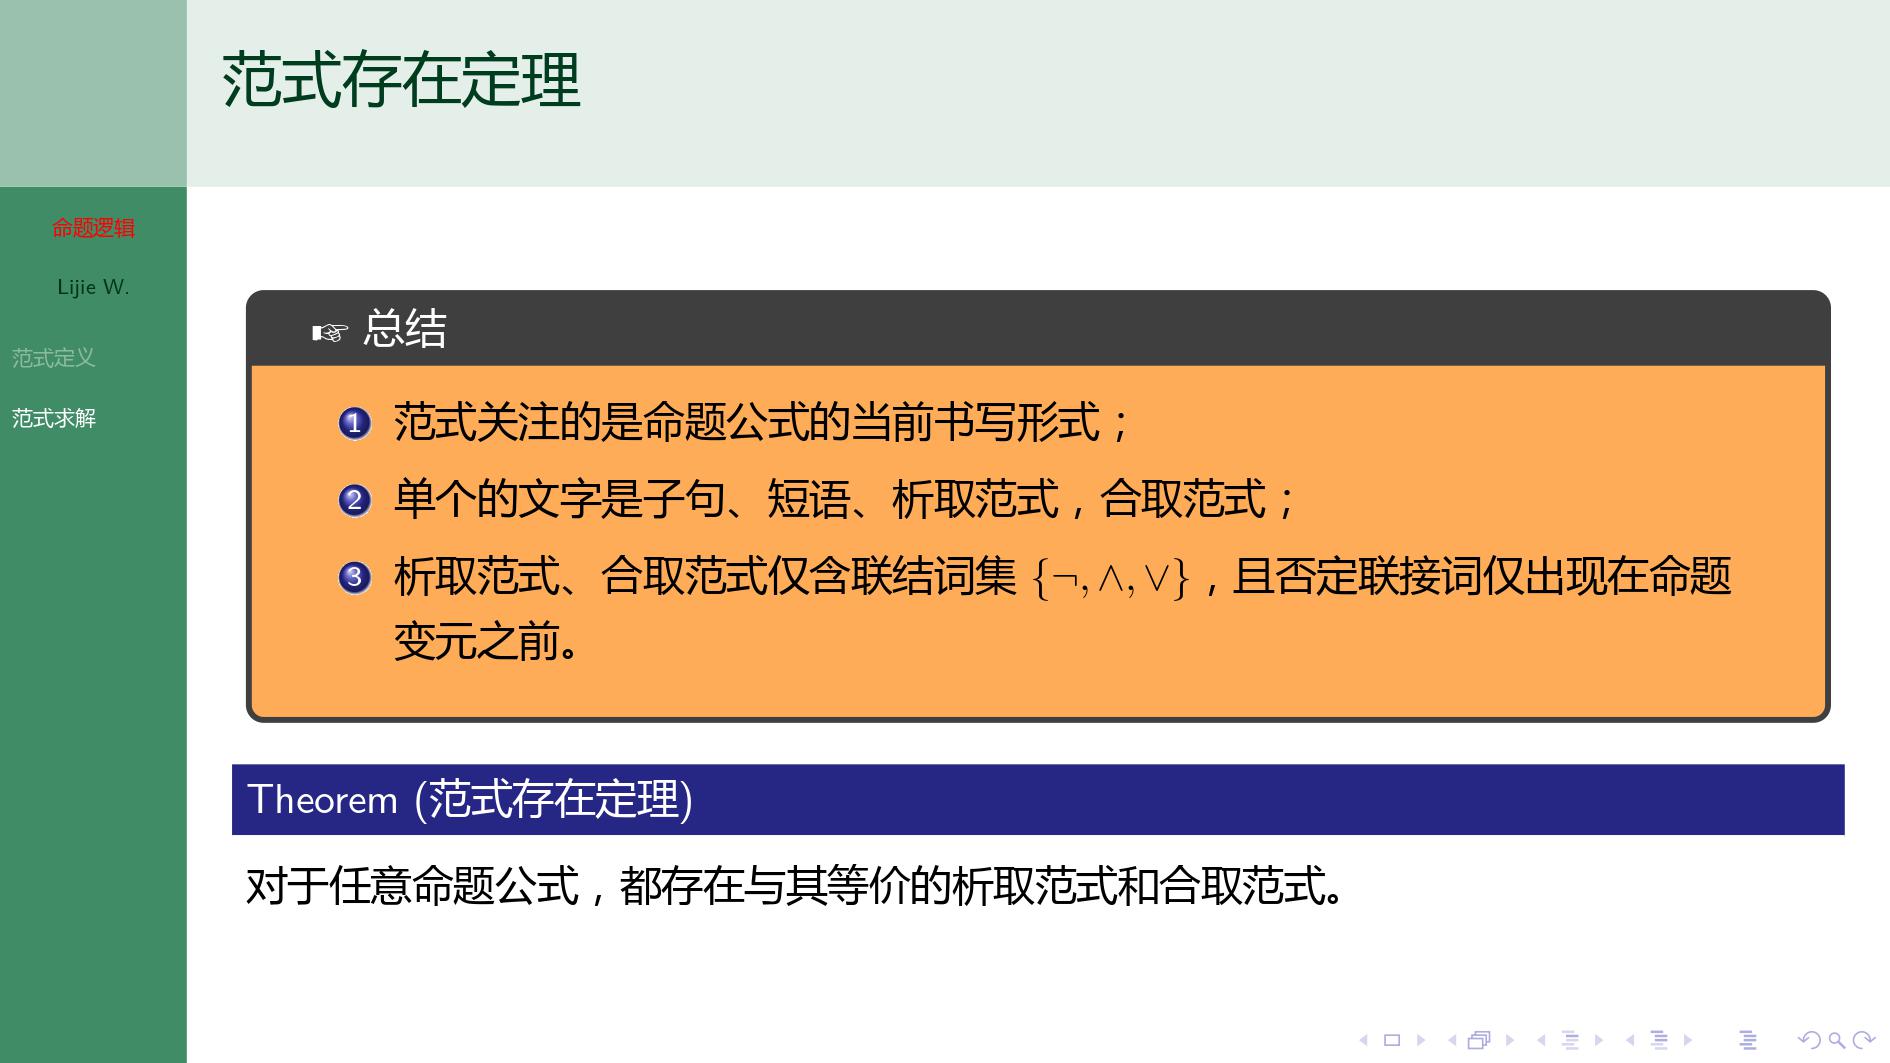 范式存在定理
命题逻辑
Lijie W.
范式定义
范式求解
☞ 总结
1 范式关注的是命题公式的当前书写形式；
2 单个的文字是子句、短语、析取范式，合取范式；
3 析取范式、合取范式仅含联结词集 {¬, ∧, ∨}，且否定联接词仅出现在命题
变元之前。
Theorem (范式存在定理)
对于任意命题公式，都存在与其等价的析取范式和合取范式。